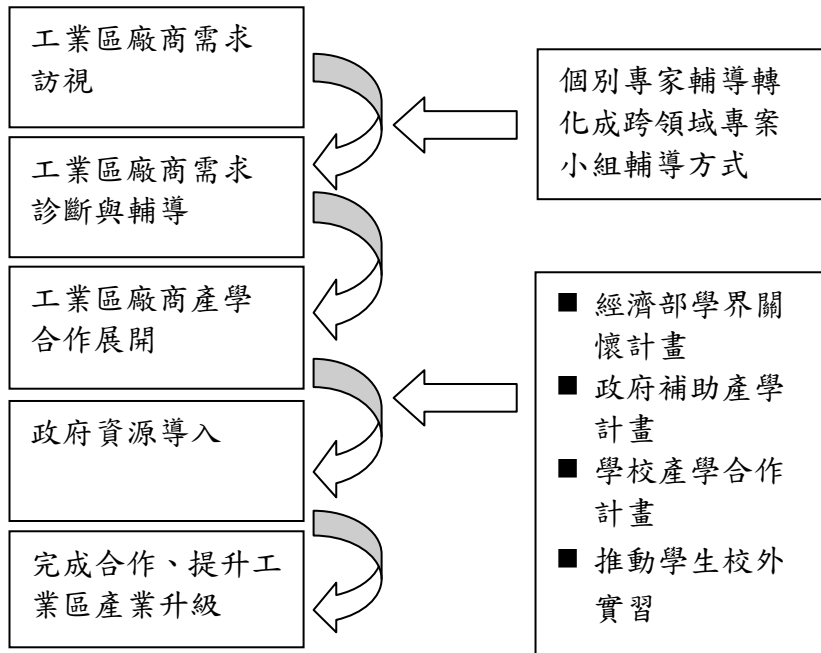 工業區廠商需求
訪視
工業區廠商需求
診斷與輔導
工業區廠商產學
合作展開
政府資源導入
完成合作、提升工
業區產業升級
個別專家輔導轉
化成跨領域專案
小組輔導方式
■ 經濟部學界關
懷計畫
■ 政府補助產學
計畫
■ 學校產學合作
計畫
■ 推動學生校外
實習